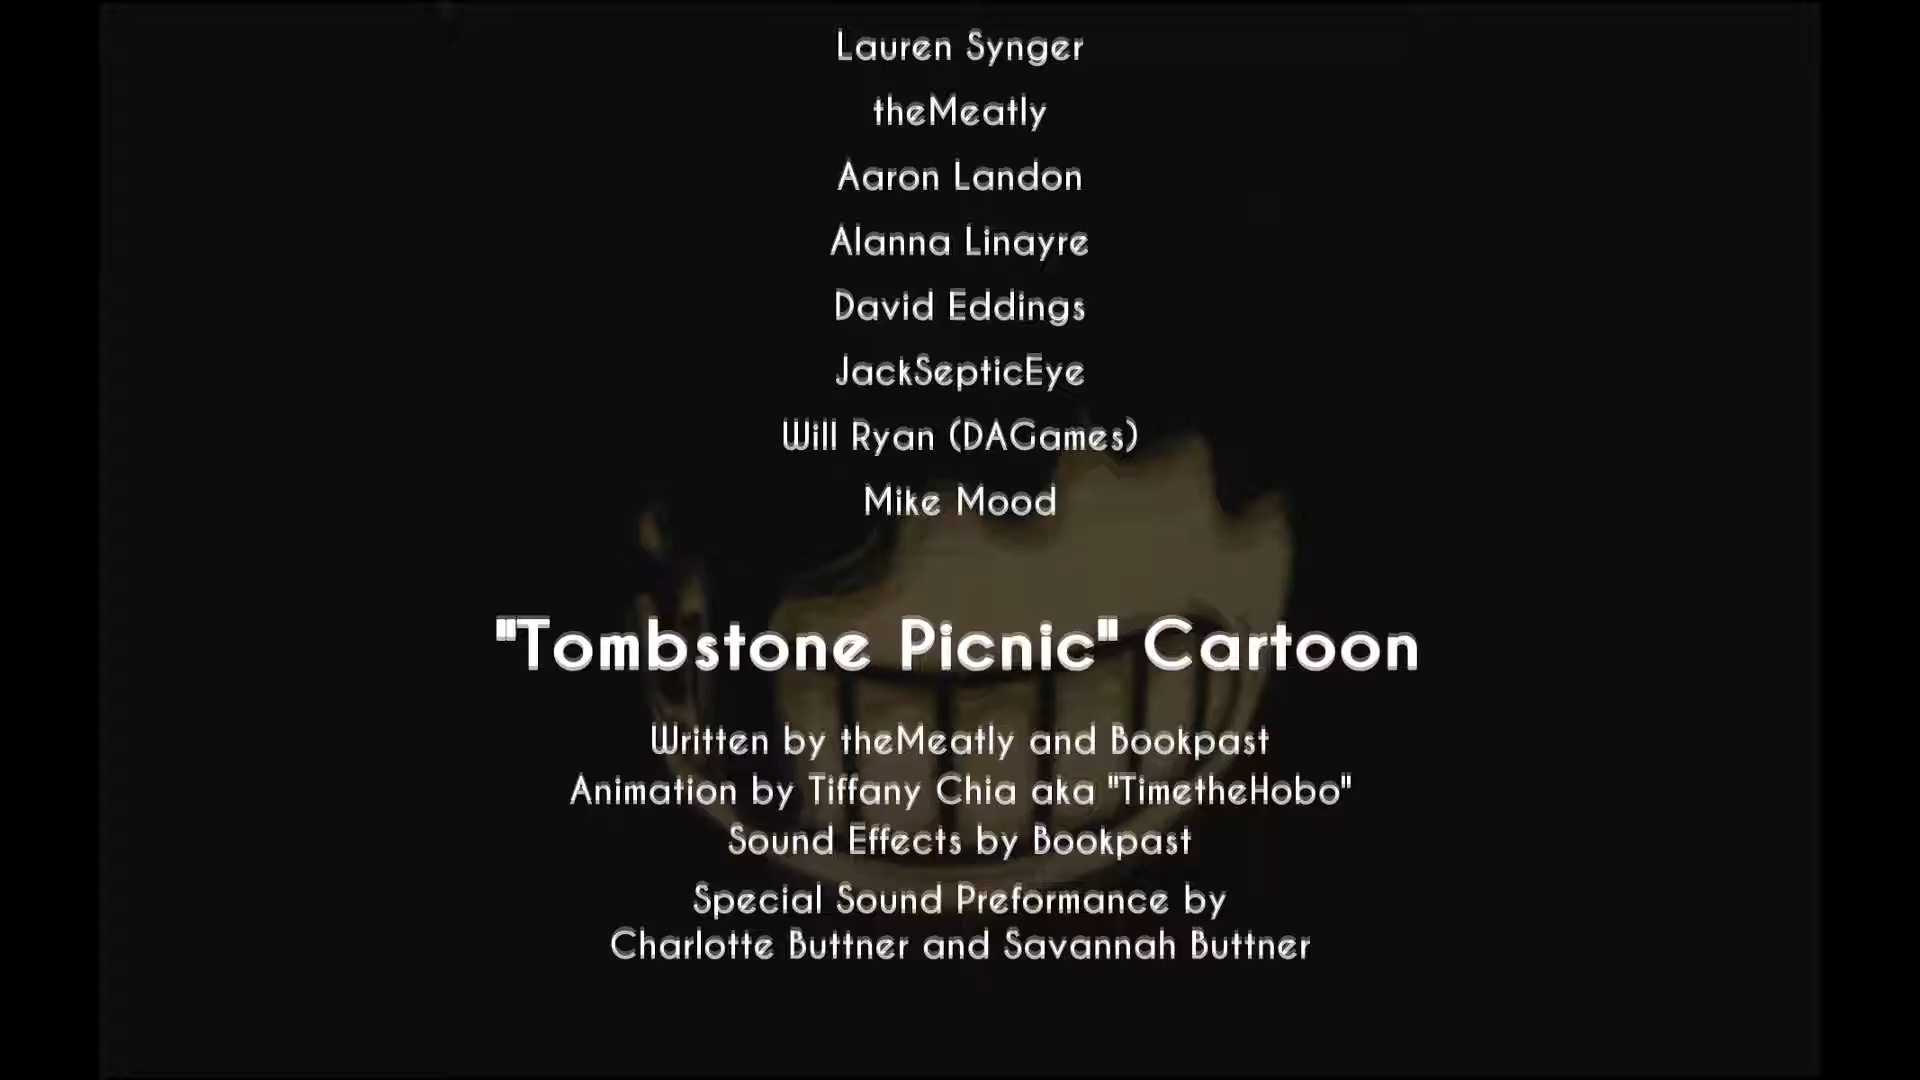 Lauren Synger
theMeatly
Aaron Landon
Alanna Linayre
David Eddings
JackSepticEye
Will Ryan (DAGames)
Mike Mood
"Tombstone Picnic" Cartoon
Written by theMeatly and Bookpast
Animation by Tiffany Chia aka "TimetheHobo"
Sound Effects by Bookpast
Special Sound Preformance by
Charlotte Buttner and Savannah Buttner